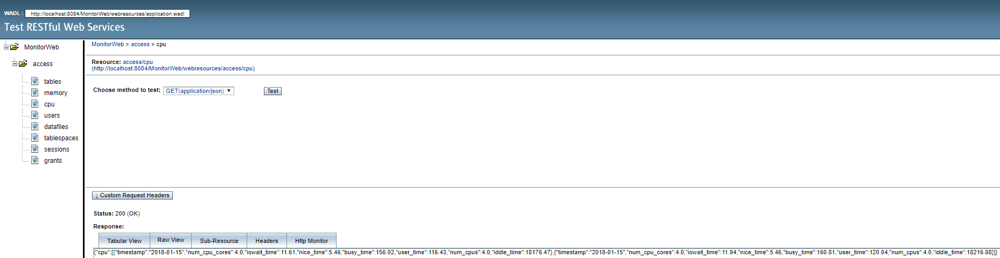 WADL : http://localhost:8084/MonitorWeb/webresources/application.wadl
Test RESTful Web Services
MonitorWeb
access
tables
memory
cpu
users
datafiles
tablespaces
sessions
grants
MonitorWeb > access > cpu
Resource: access/cpu
(http://localhost:8084/MonitorWeb/webresources/access/cpu)
Choose method to test: GET(application/json) ▼ Test
↓ Custom Request Headers
Status: 200 (OK)
Response:
Tabular View Raw View Sub-Resource Headers Http Monitor
{"cpu":[{"timestamp":"2018-01-15","num_cpu_cores":4.0,"iowait_time":11.61,"nice_time":5.46,"busy_time":156.02,"user_time":116.43,"num_cpus":4.0,"iddle_time":18176.47},{"timestamp":"2018-01-15","num_cpu_cores":4.0,"iowait_time":11.94,"nice_time":5.46,"busy_time":160.81,"user_time":120.04,"num_cpus":4.0,"iddle_time":18216.88}]}